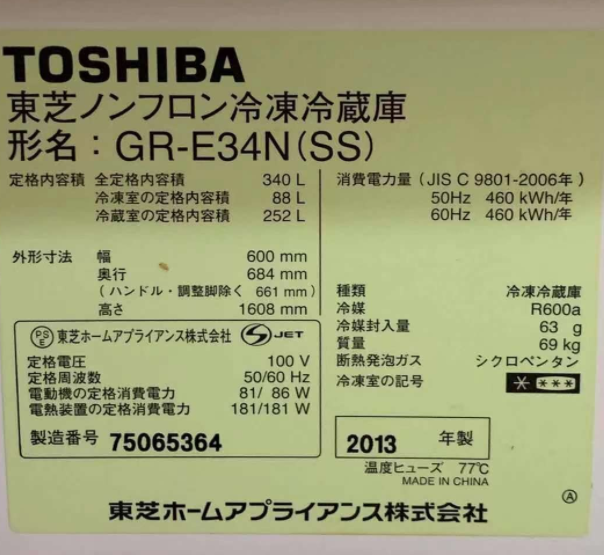 TOSHIBA
東芝ノンフロン冷凍冷蔵庫
形名：GR-E34N(SS)
定格内容積 全定格内容積 340 L
冷凍室の定格内容積 88 L
冷蔵室の定格内容積 252 L
消費電力量（JIS C 9801-2006年）
50Hz 460 kWh/年
60Hz 460 kWh/年
外形寸法 幅 600 mm
奥行 684 mm
（ハンドル・調整脚除く 661 mm）
高さ 1608 mm
種類 冷凍冷蔵庫
冷媒 R600a
冷媒封入量 63 g
質量 69 kg
断熱発泡ガス シクロペンタン
冷凍室の記号 * ***
PSE 東芝ホームアプライアンス株式会社 S JET
定格電圧 100 V
定格周波数 50/60 Hz
電動機の定格消費電力 81/ 86 W
電熱装置の定格消費電力 181/181 W
製造番号 75065364
2013 年製
温度ヒューズ 77℃
MADE IN CHINA
東芝ホームアプライアンス株式会社
Ⓐ